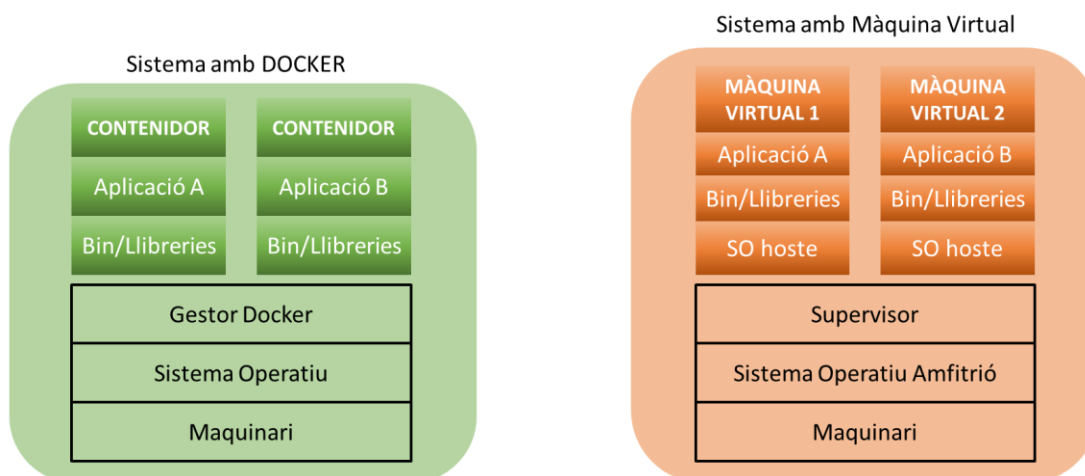 Sistema amb DOCKER
CONTENIDOR
CONTENIDOR
Aplicació A
Aplicació B
Bin/Llibreries
Bin/Llibreries
Gestor Docker
Sistema Operatiu
Maquinari
Sistema amb Màquina Virtual
MÀQUINA
VIRTUAL 1
MÀQUINA
VIRTUAL 2
Aplicació A
Aplicació B
Bin/Llibreries
Bin/Llibreries
SO hoste
SO hoste
Supervisor
Sistema Operatiu Amfitrió
Maquinari